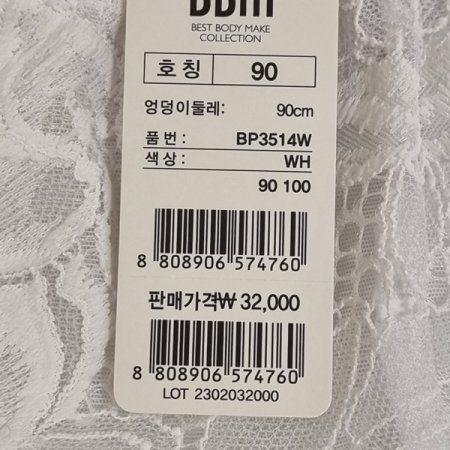 BEST BODY MAKE
COLLECTION
호칭 90
엉덩이둘레: 90cm
품번: BP3514W
색상: WH
90 100
8 808906 574760
판매가격₩ 32,000
8 808906 574760
LOT 2302032000